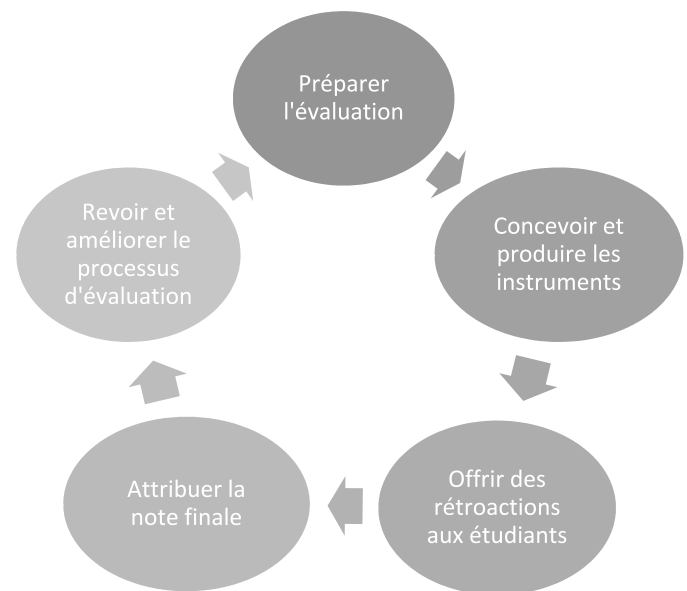 Préparer
l'évaluation
Concevoir et
produire les
instruments
Offrir des
rétroactions
aux étudiants
Attribuer la
note finale
Revoir et
améliorer le
processus
d'évaluation